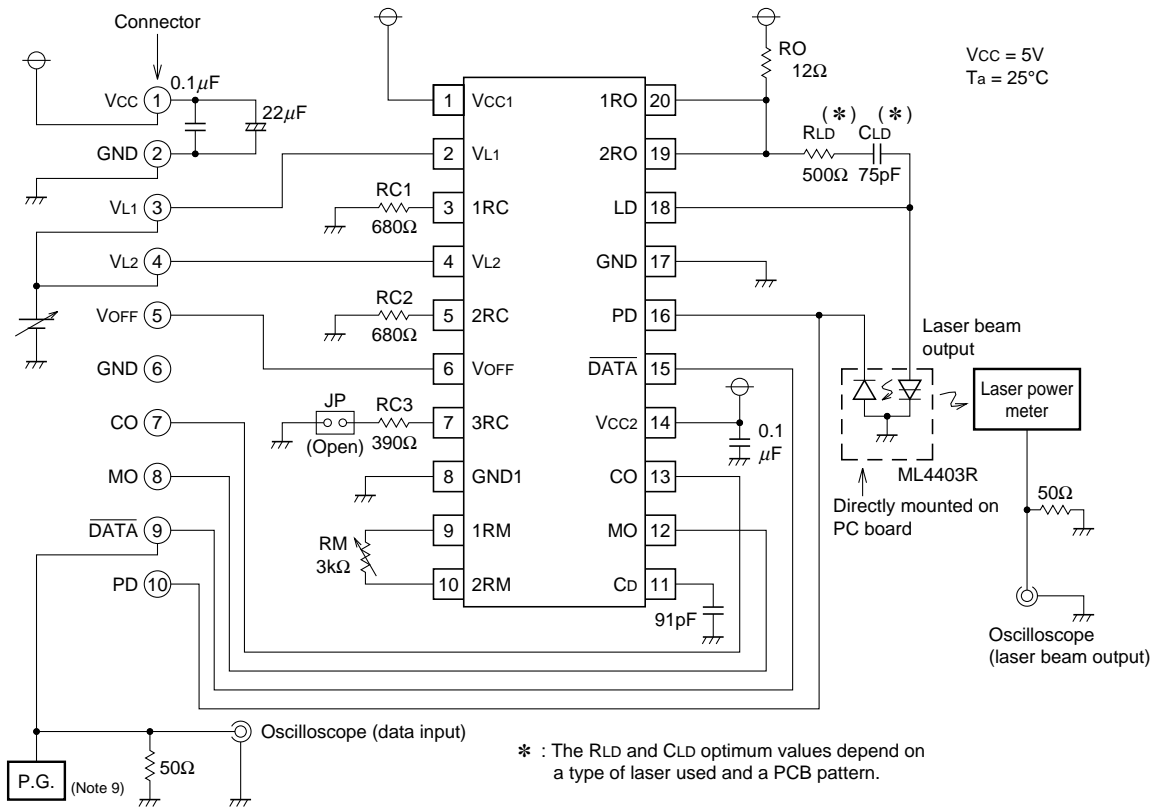 Connector
VCC 1
0.1μF
22μF
GND 2
VL1 3
VL2 4
VOFF 5
GND 6
CO 7
MO 8
DATA 9
PD 10
RC1
680Ω
RC2
680Ω
JP
(Open)
RC3
390Ω
RM
3kΩ
1 VCC1
2 VL1
3 1RC
4 VL2
5 2RC
6 VOFF
7 3RC
8 GND1
9 1RM
10 2RM
1RO 20
2RO 19
LD 18
GND 17
PD 16
DATA 15
VCC2 14
CO 13
MO 12
CD 11
91pF
0.1
μF
RO
12Ω
(*) (*)
RLD CLD
500Ω 75pF
VCC = 5V
Ta = 25°C
Laser beam
output
Laser power
meter
ML4403R
Directly mounted on
PC board
50Ω
Oscilloscope
(laser beam output)
Oscilloscope (data input)
P.G. (Note 9)
50Ω
* : The RLD and CLD optimum values depend on
a type of laser used and a PCB pattern.